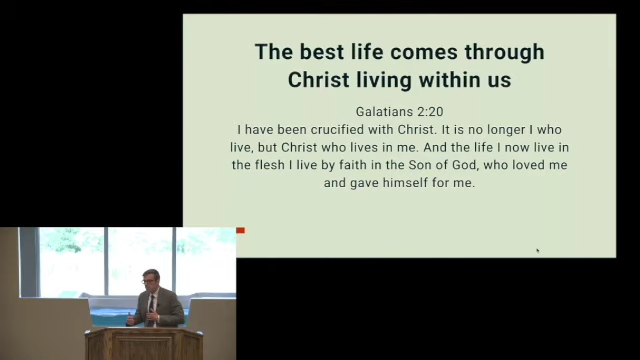 The best life comes through
Christ living within us
Galatians 2:20
I have been crucified with Christ. It is no longer I who
live, but Christ who lives in me. And the life I now live in
the flesh I live by faith in the Son of God, who loved me
and gave himself for me.